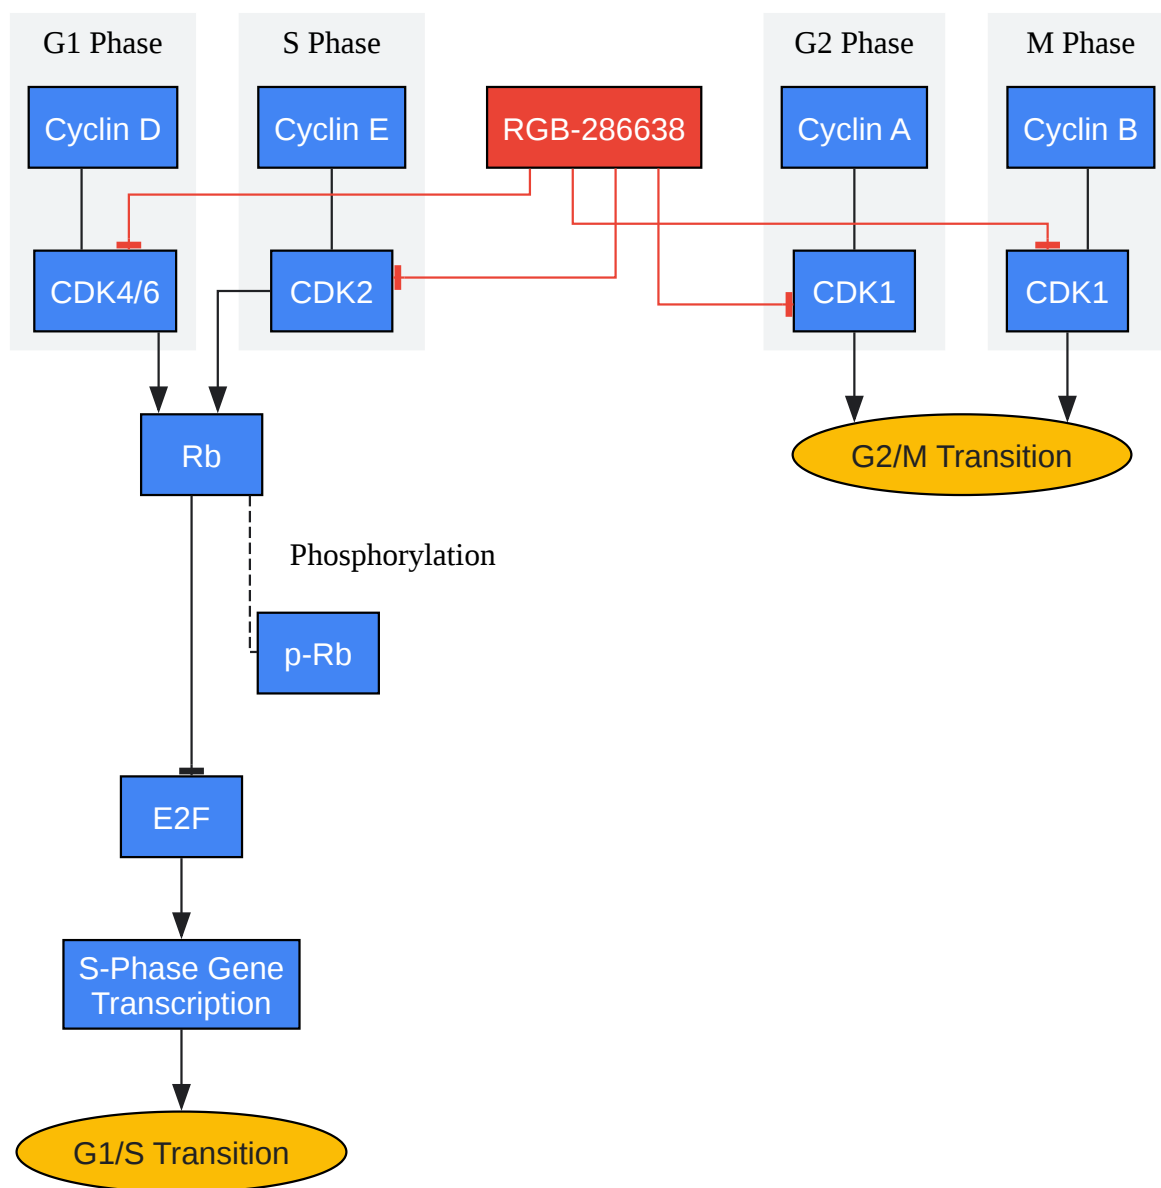 G1 Phase
S Phase
G2 Phase
M Phase
Cyclin D
Cyclin E
RGB-286638
Cyclin A
Cyclin B
CDK4/6
CDK2
CDK1
CDK1
Rb
G2/M Transition
Phosphorylation
p-Rb
E2F
S-Phase Gene
Transcription
G1/S Transition